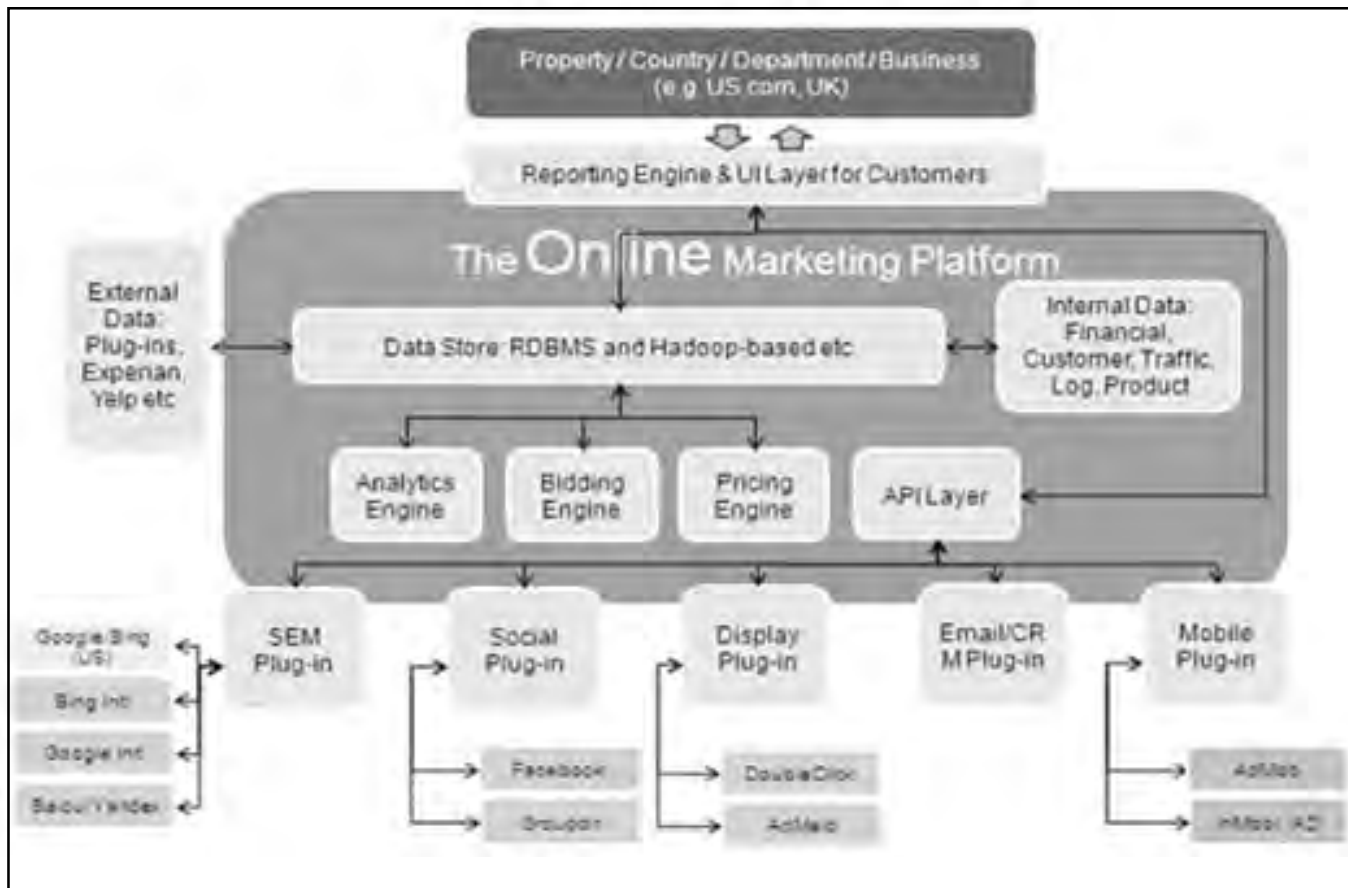 Property / Country / Department / Business
(e.g. US.com, UK)
Reporting Engine & UI Layer for Customers
The Online Marketing Platform
External
Data:
Plug-ins,
Experian,
Yelp etc
Data Store: RDBMS and Hadoop-based etc
Internal Data:
Financial,
Customer, Traffic,
Log, Product
Analytics
Engine
Bidding
Engine
Pricing
Engine
API Layer
SEM
Plug-in
Social
Plug-in
Display
Plug-in
Email/CR
M Plug-in
Mobile
Plug-in
Google/Bing
(US)
Bing Intl
Google Intl
Baidu/Yandex
Facebook
Groupon
DoubleClick
AdMeld
AdMob
InMobi